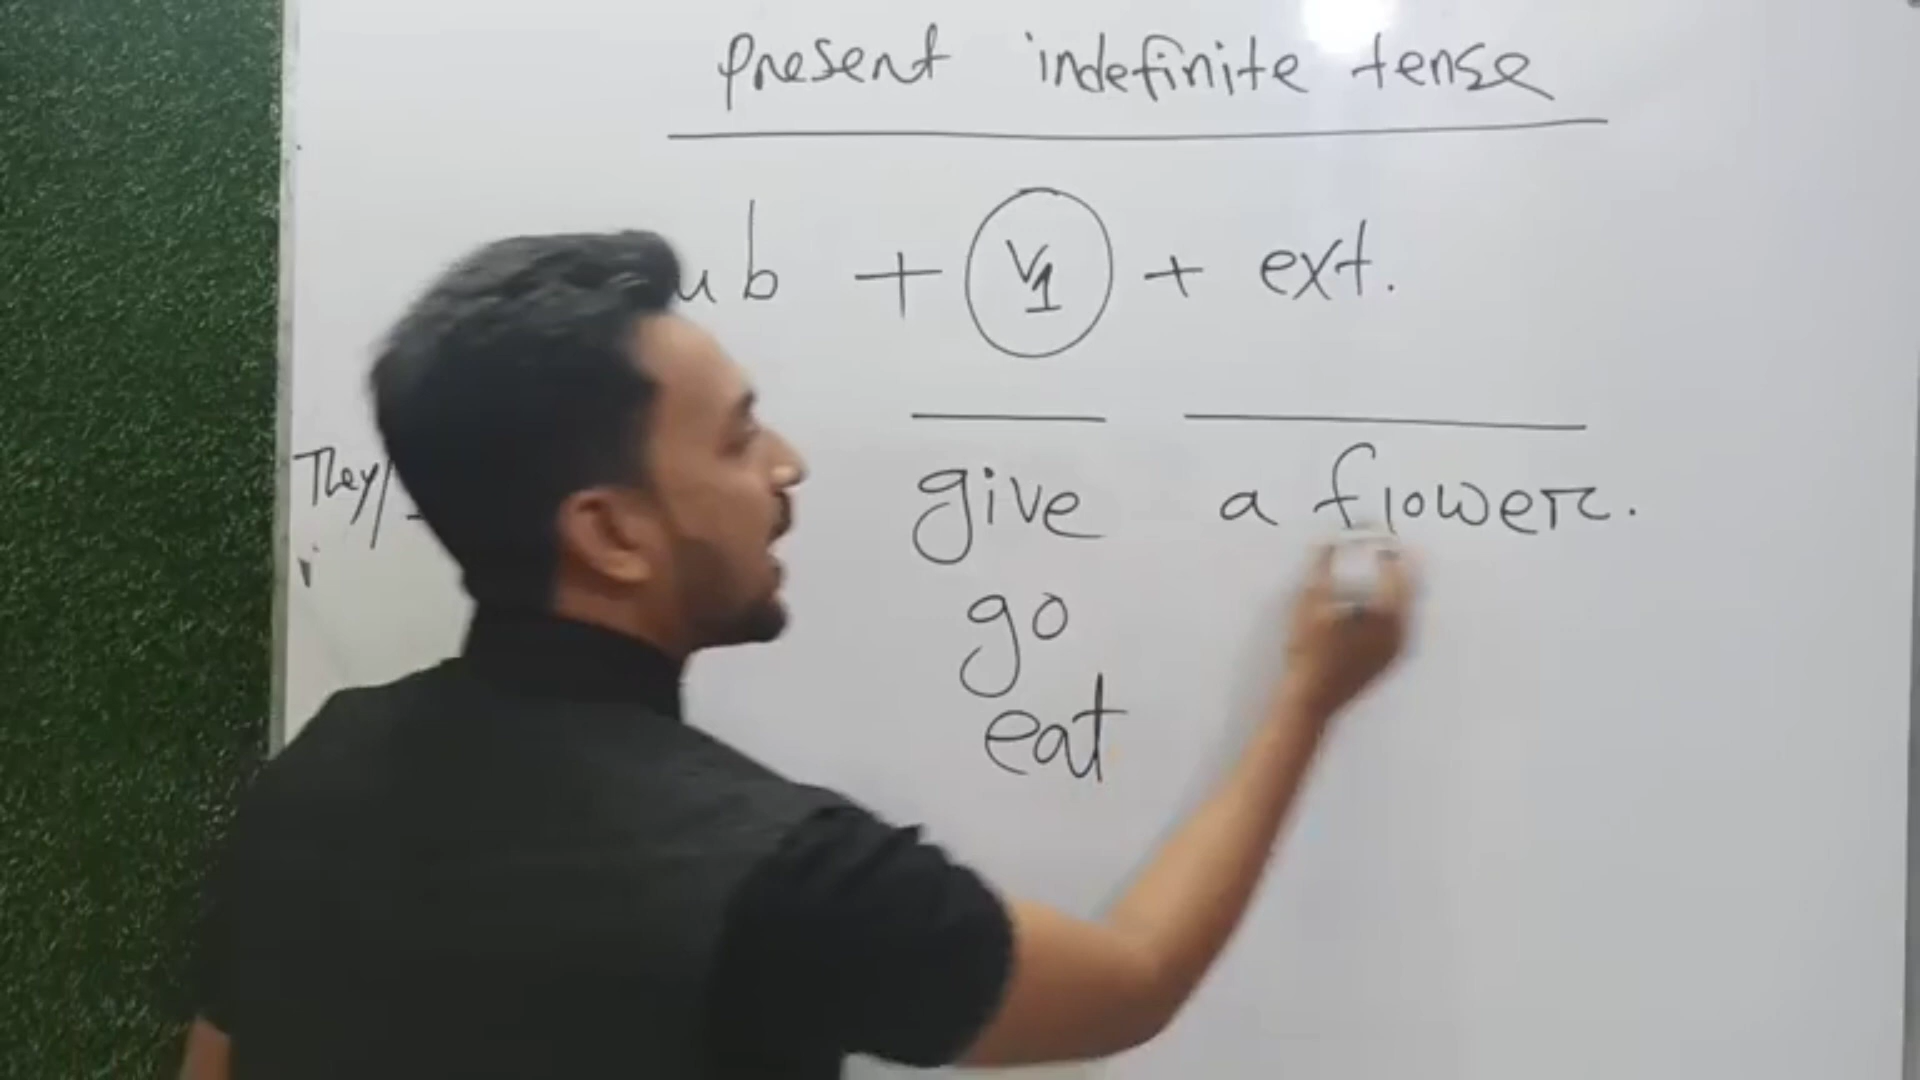 present indefinite tense
ub + V1 + ext.
They/ give a flower.
go
eat